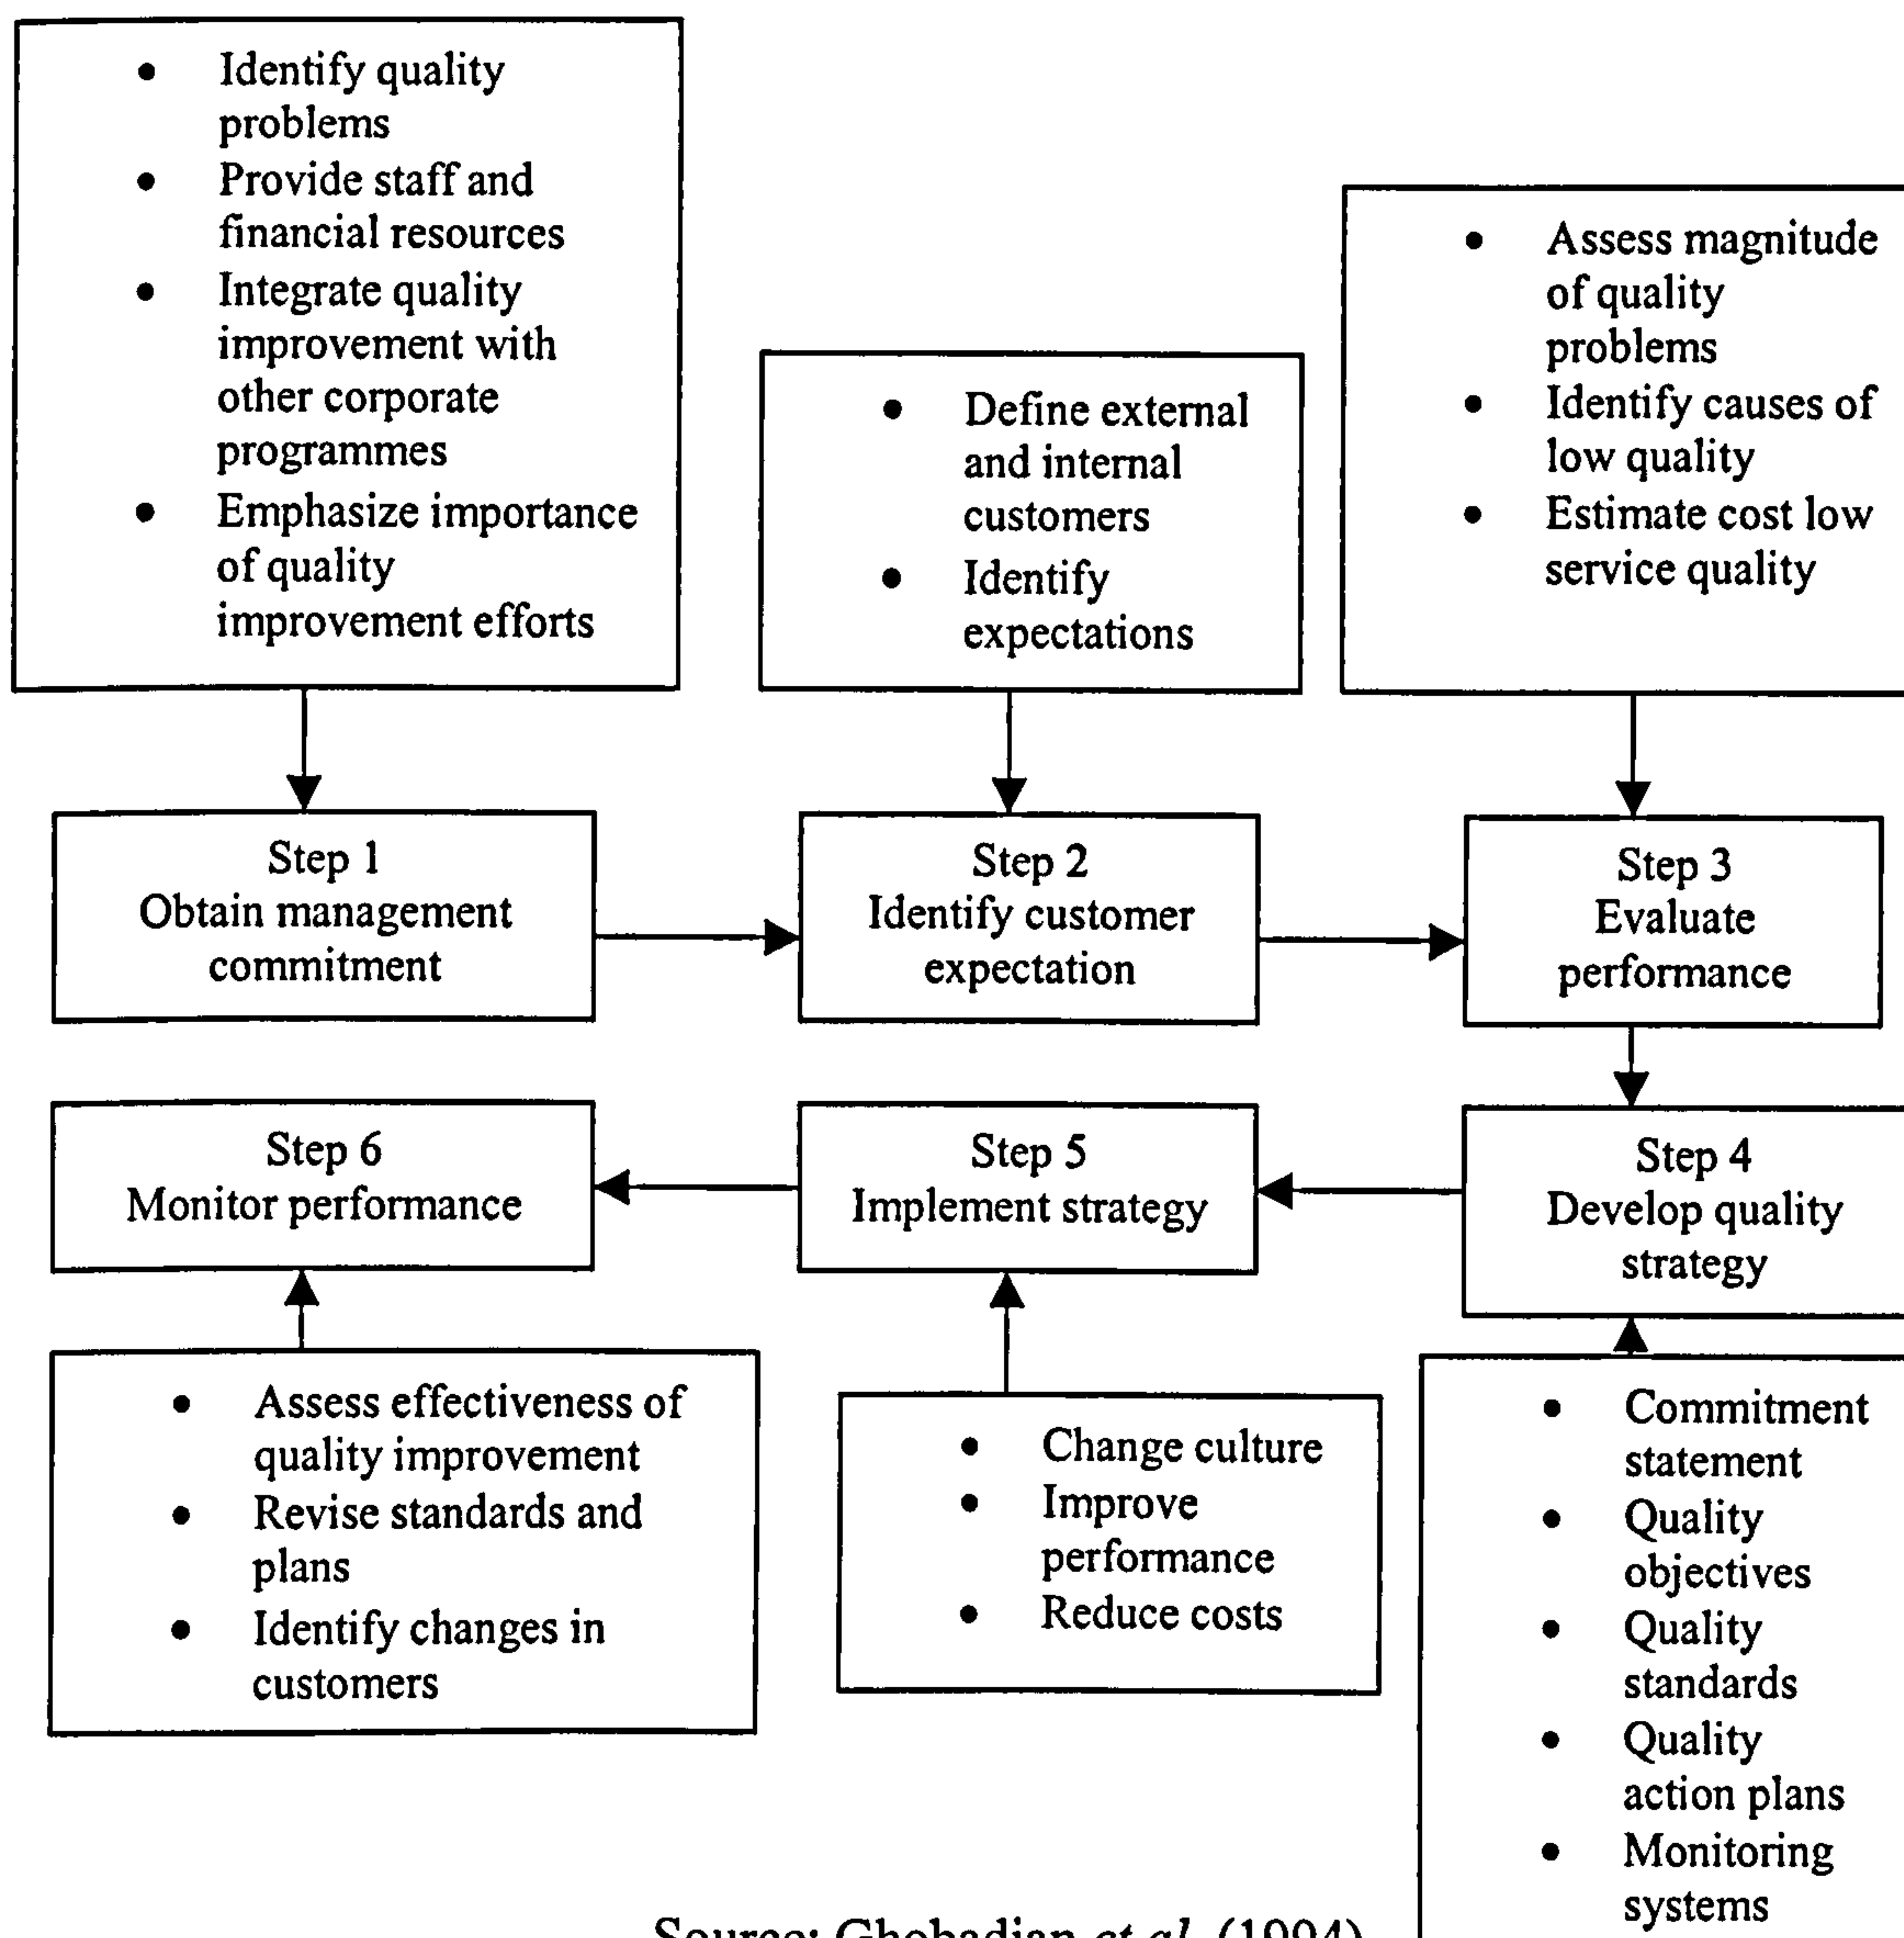 • Identify quality
problems
• Provide staff and
financial resources
• Integrate quality
improvement with
other corporate
programmes
• Emphasize importance
of quality
improvement efforts
• Define external
and internal
customers
• Identify
expectations
• Assess magnitude
of quality
problems
• Identify causes of
low quality
• Estimate cost low
service quality
Step 1
Obtain management
commitment
Step 2
Identify customer
expectation
Step 3
Evaluate
performance
Step 4
Develop quality
strategy
Step 5
Implement strategy
Step 6
Monitor performance
• Assess effectiveness of
quality improvement
• Revise standards and
plans
• Identify changes in
customers
• Change culture
• Improve
performance
• Reduce costs
• Commitment
statement
• Quality
objectives
• Quality
standards
• Quality
action plans
• Monitoring
systems
Source: Ghobadian et al. (1994)